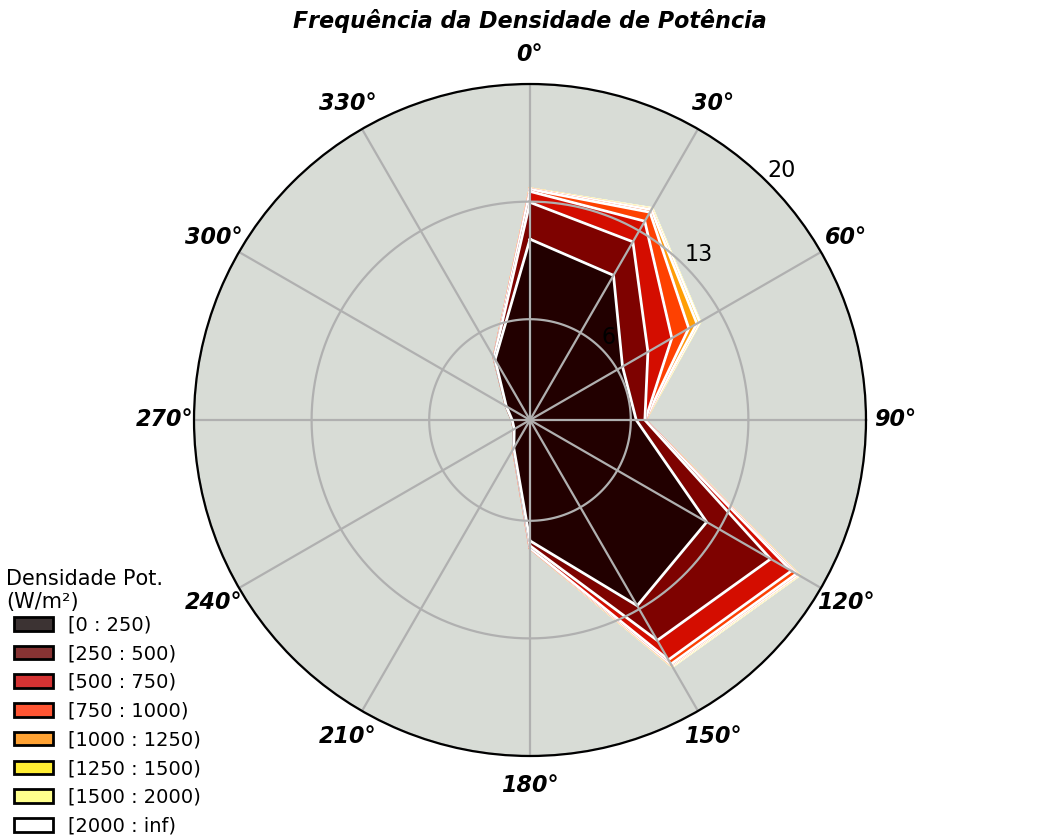 Frequência da Densidade de Potência
0°
330°
30°
20
300°
60°
13
6
270°
90°
240°
120°
210°
150°
180°
Densidade Pot.
(W/m²)
[0 : 250)
[250 : 500)
[500 : 750)
[750 : 1000)
[1000 : 1250)
[1250 : 1500)
[1500 : 2000)
[2000 : inf)